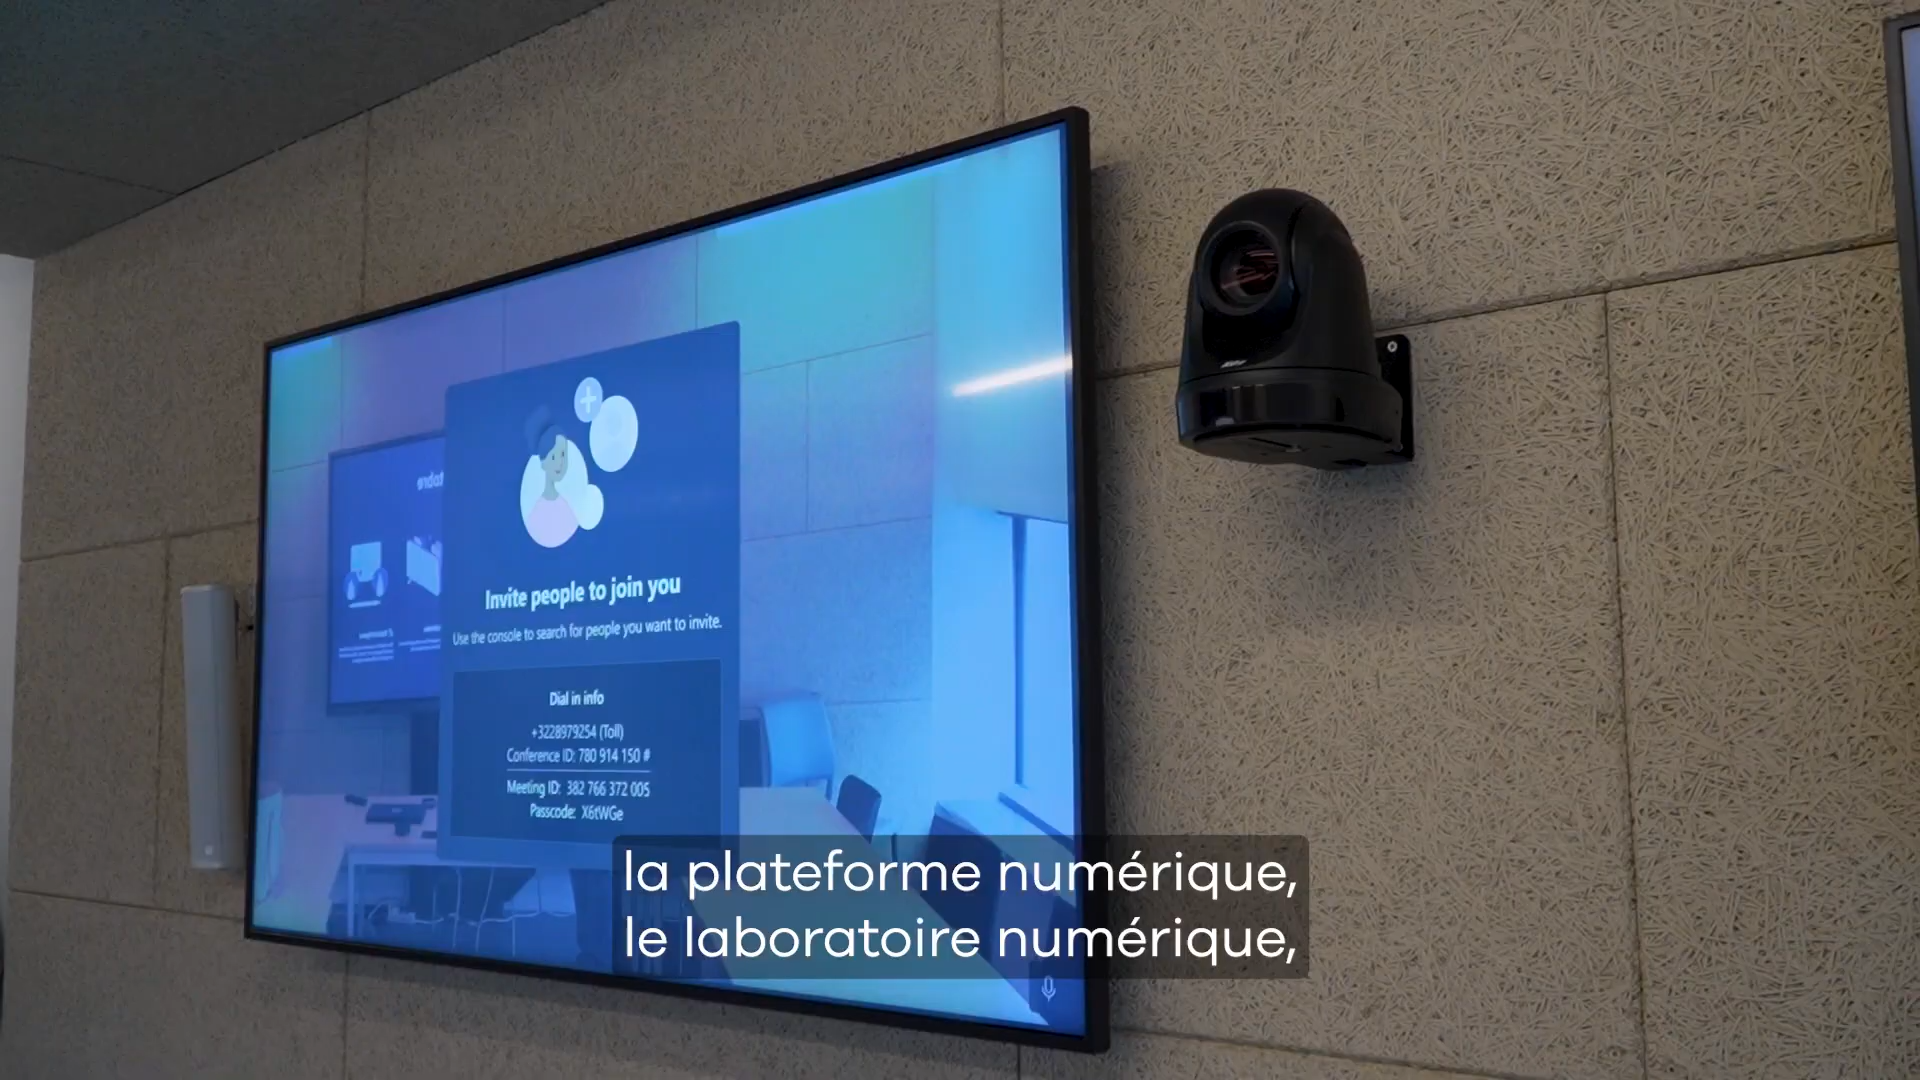 Invite people to join you
Use the console to search for people you want to invite.
Dial in info
+3228979254 (Toll)
Conference ID: 780 914 150 #
Meeting ID: 382 766 372 005
Passcode: X6tWGe
la plateforme numérique,
le laboratoire numérique,